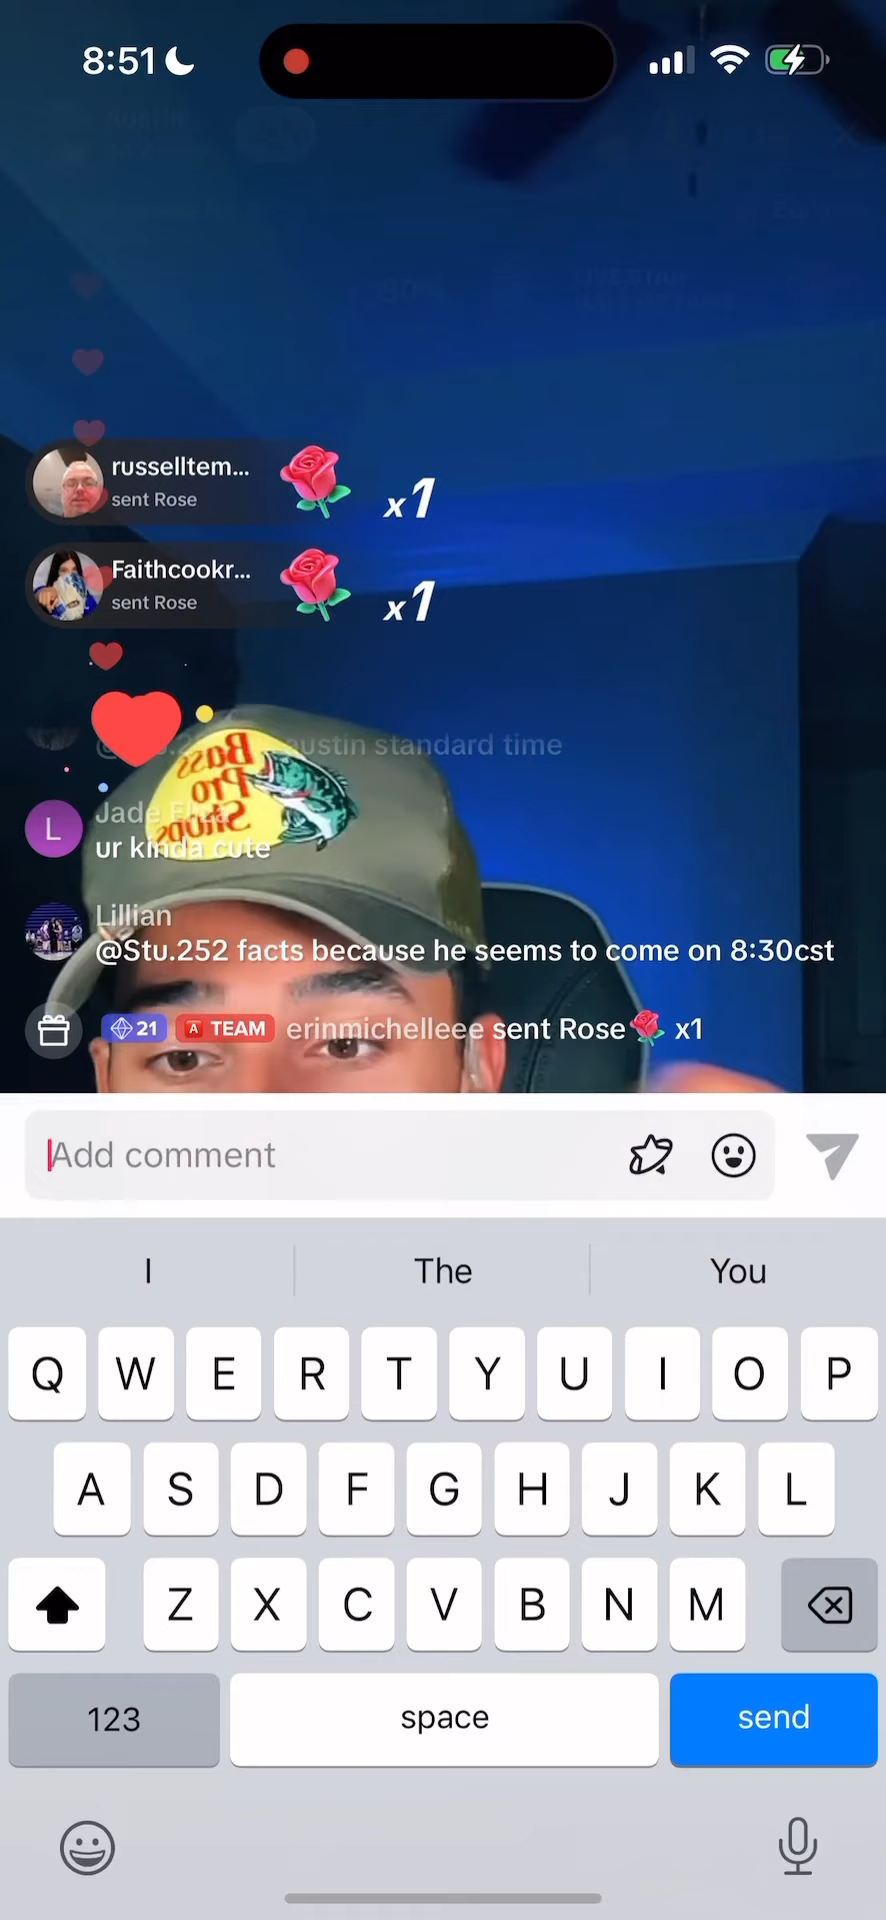 8:51
russelltem...
sent Rose
x1
Faithcookr...
sent Rose
x1
austin standard time
Bass
Pro
Shops
Jade Eliza
L
ur kinda cute
Lillian
@Stu.252 facts because he seems to come on 8:30cst
21 A TEAM erinmichelleee sent Rose x1
Add comment
I The You
Q W E R T Y U I O P
A S D F G H J K L
Z X C V B N M
123 space send